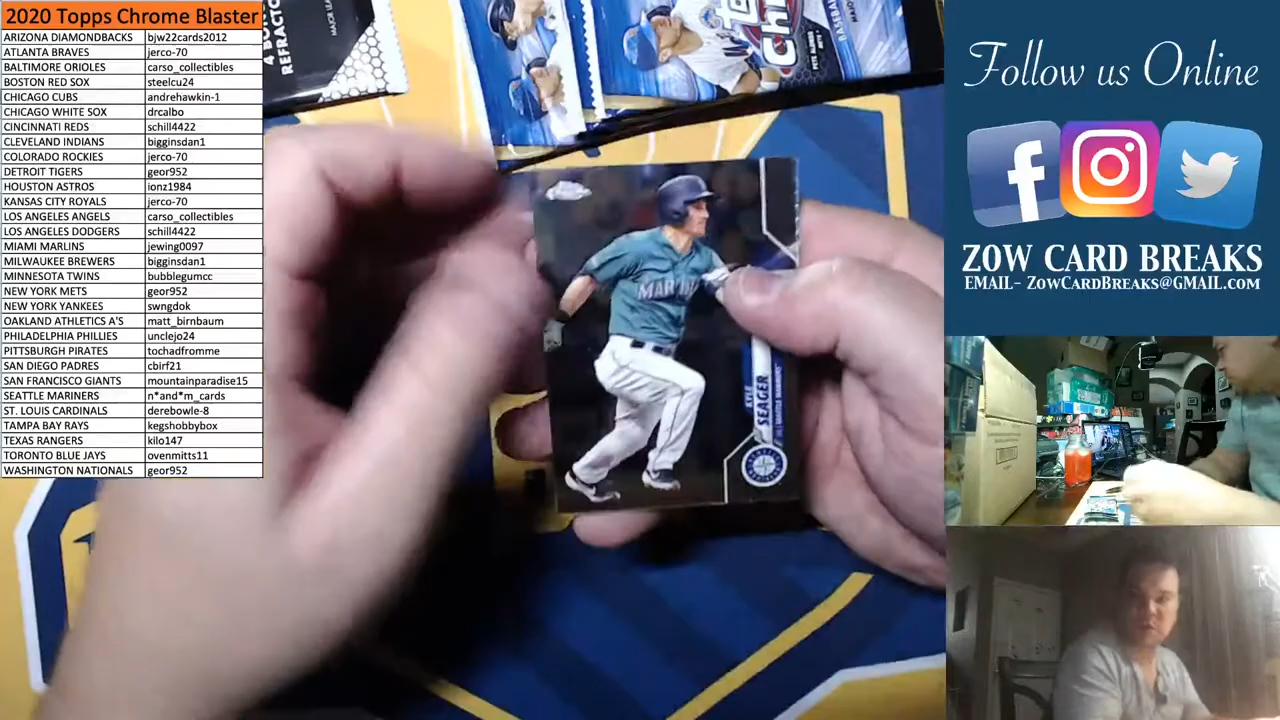 2020 Topps Chrome Blaster
ARIZONA DIAMONDBACKS bjw22cards2012
ATLANTA BRAVES jerco-70
BALTIMORE ORIOLES carso_collectibles
BOSTON RED SOX steelcu24
CHICAGO CUBS andrehawkin-1
CHICAGO WHITE SOX drcalbo
CINCINNATI REDS schill4422
CLEVELAND INDIANS bigginsdan1
COLORADO ROCKIES jerco-70
DETROIT TIGERS geor952
HOUSTON ASTROS ionz1984
KANSAS CITY ROYALS jerco-70
LOS ANGELES ANGELS carso_collectibles
LOS ANGELES DODGERS schill4422
MIAMI MARLINS jewing0097
MILWAUKEE BREWERS bigginsdan1
MINNESOTA TWINS bubblegumcc
NEW YORK METS geor952
NEW YORK YANKEES swngdok
OAKLAND ATHLETICS A'S matt_birnbaum
PHILADELPHIA PHILLIES unclejo24
PITTSBURGH PIRATES tochadfromme
SAN DIEGO PADRES cbirf21
SAN FRANCISCO GIANTS mountainparadise15
SEATTLE MARINERS n*and*m_cards
ST. LOUIS CARDINALS derebowle-8
TAMPA BAY RAYS kegshobbybox
TEXAS RANGERS kilo147
TORONTO BLUE JAYS ovenmitts11
WASHINGTON NATIONALS geor952
REFRACTO
KYLE
SEAGER
SEATTLE MARINERS
Follow us Online
ZOW CARD BREAKS
EMAIL- ZowCardBreaks@GMAIL.com